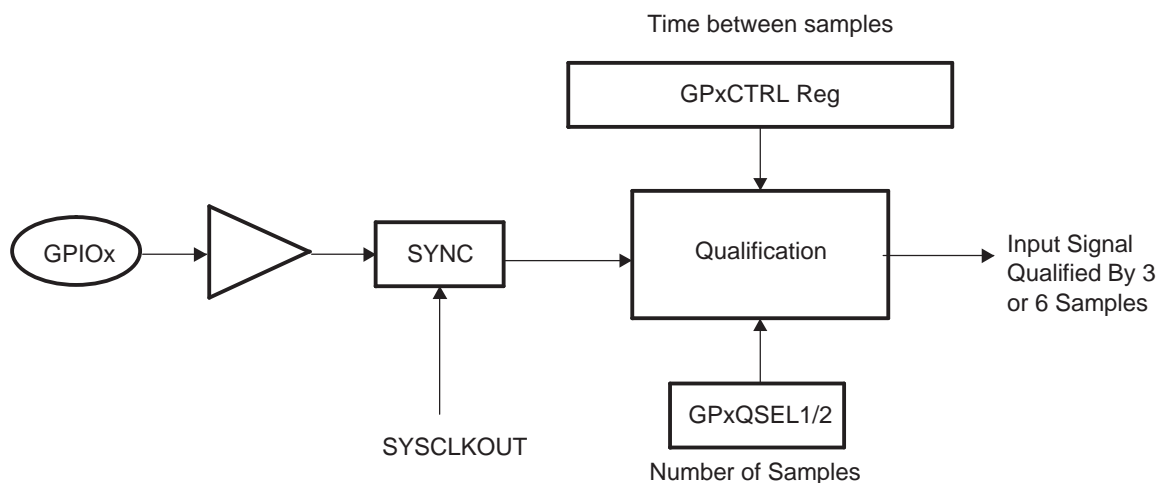 Time between samples
GPxCTRL Reg
GPIOx
SYNC
Qualification
Input Signal
Qualified By 3
or 6 Samples
GPxQSEL1/2
SYSCLKOUT
Number of Samples